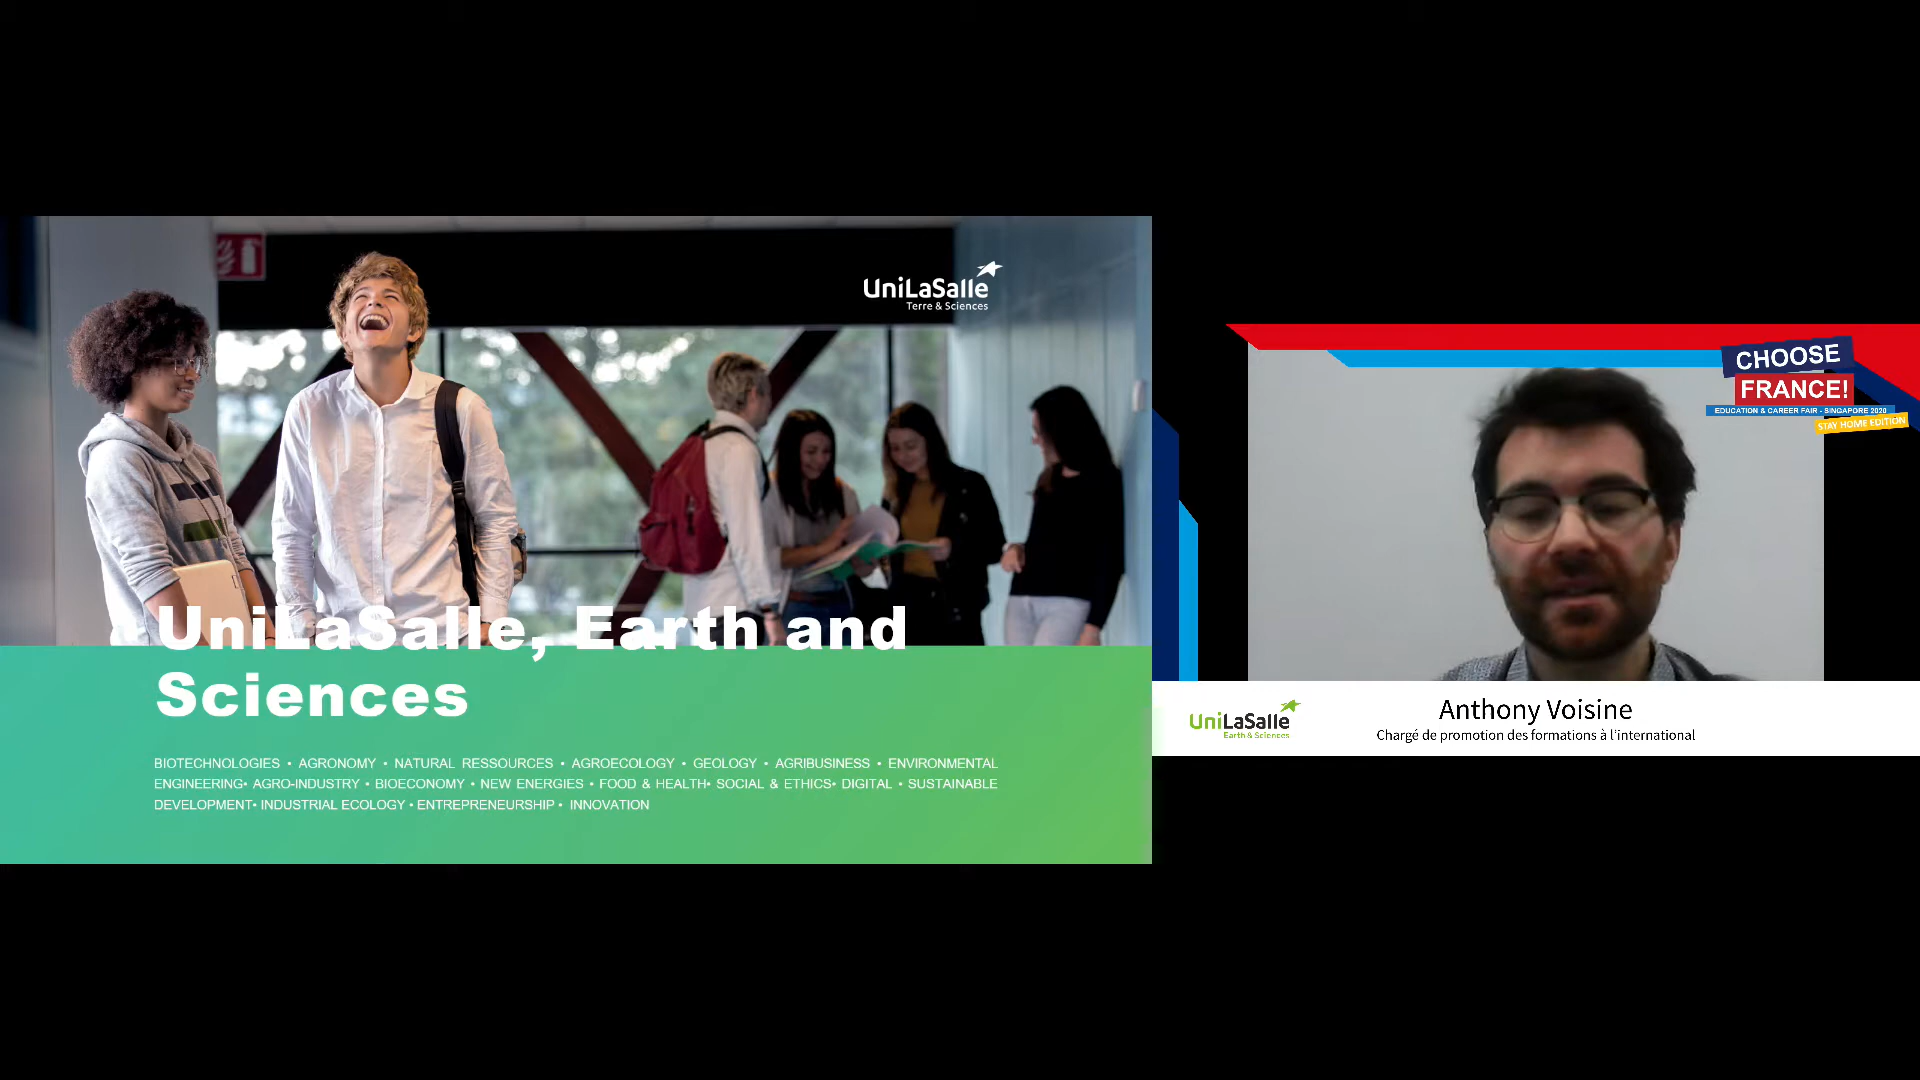 UniLaSalle
Terre & Sciences
UniLaSalle, Earth and
Sciences
BIOTECHNOLOGIES • AGRONOMY • NATURAL RESSOURCES • AGROECOLOGY • GEOLOGY • AGRIBUSINESS • ENVIRONMENTAL
ENGINEERING• AGRO-INDUSTRY • BIOECONOMY • NEW ENERGIES • FOOD & HEALTH• SOCIAL & ETHICS• DIGITAL • SUSTAINABLE
DEVELOPMENT• INDUSTRIAL ECOLOGY • ENTREPRENEURSHIP • INNOVATION
CHOOSE
FRANCE!
EDUCATION & CAREER FAIR - SINGAPORE 2020
STAY HOME EDITION
UniLaSalle
Earth & Sciences
Anthony Voisine
Chargé de promotion des formations à l'international